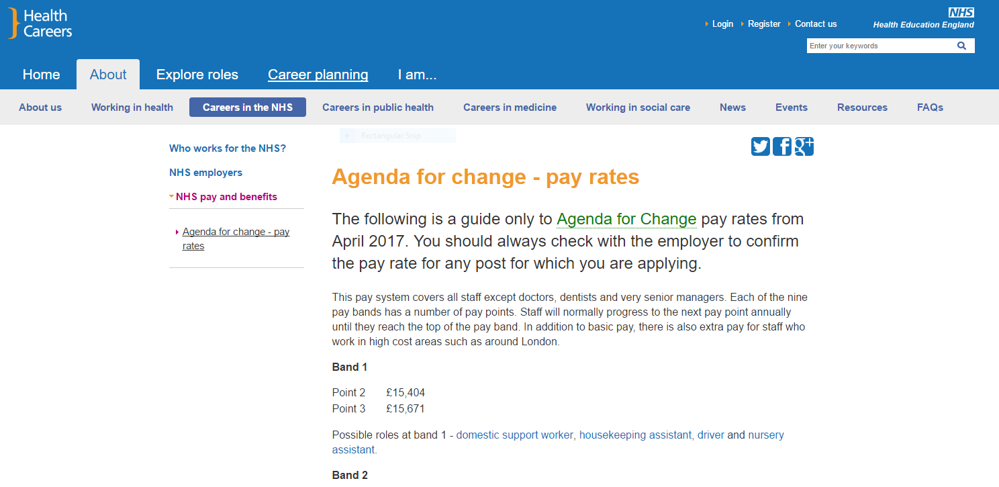 Health
Careers
Login Register Contact us
NHS
Health Education England
Enter your keywords
Home About Explore roles Career planning I am...
About us Working in health Careers in the NHS Careers in public health Careers in medicine Working in social care News Events Resources FAQs
Rectangular Snip
Who works for the NHS?
NHS employers
NHS pay and benefits
Agenda for change - pay
rates
Agenda for change - pay rates
The following is a guide only to Agenda for Change pay rates from
April 2017. You should always check with the employer to confirm
the pay rate for any post for which you are applying.
This pay system covers all staff except doctors, dentists and very senior managers. Each of the nine
pay bands has a number of pay points. Staff will normally progress to the next pay point annually
until they reach the top of the pay band. In addition to basic pay, there is also extra pay for staff who
work in high cost areas such as around London.
Band 1
Point 2 £15,404
Point 3 £15,671
Possible roles at band 1 - domestic support worker, housekeeping assistant, driver and nursery
assistant.
Band 2